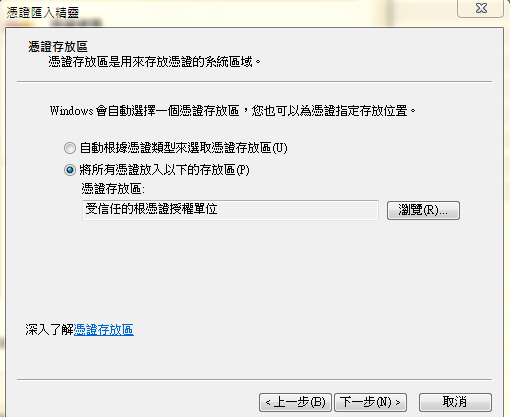 憑證匯入精靈
憑證存放區
憑證存放區是用來存放憑證的系統區域。
Windows 會自動選擇一個憑證存放區，您也可以為憑證指定存放位置。
自動根據憑證類型來選取憑證存放區(U)
將所有憑證放入以下的存放區(P)
憑證存放區:
受信任的根憑證授權單位
瀏覽(R)...
深入了解憑證存放區
< 上一步(B)
下一步(N) >
取消